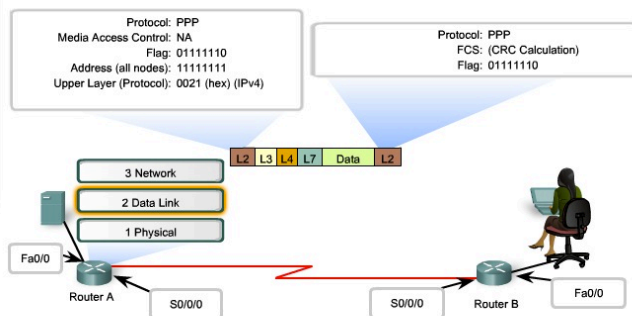 Protocol: PPP
Media Access Control: NA
Flag: 01111110
Address (all nodes): 11111111
Upper Layer (Protocol): 0021 (hex) (IPv4)
Protocol: PPP
FCS: (CRC Calculation)
Flag: 01111110
L2 L3 L4 L7 Data L2
3 Network
2 Data Link
1 Physical
Fa0/0
Router A
S0/0/0
S0/0/0
Router B
Fa0/0